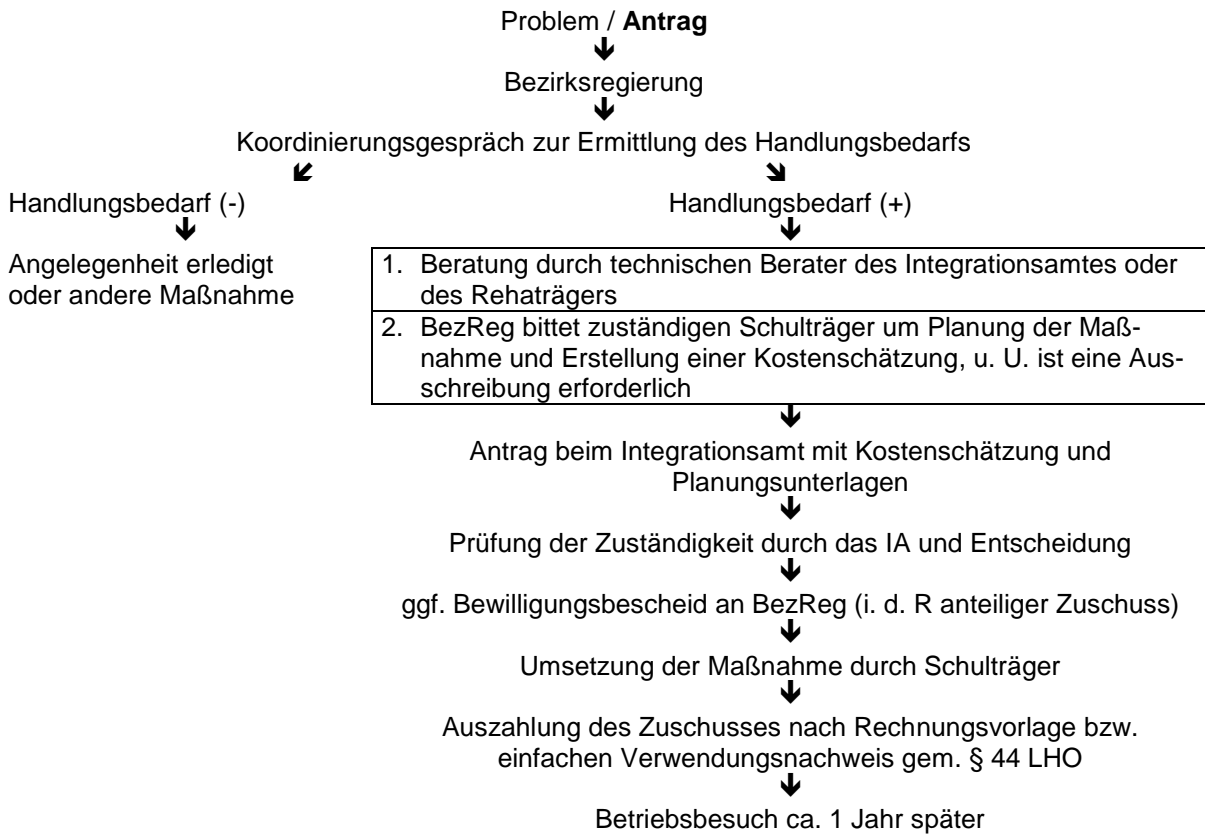 Problem / Antrag
Bezirksregierung
Koordinierungsgespräch zur Ermittlung des Handlungsbedarfs
Handlungsbedarf (-)
Handlungsbedarf (+)
Angelegenheit erledigt
oder andere Maßnahme
1. Beratung durch technischen Berater des Integrationsamtes oder
des Rehaträgers
2. BezReg bittet zuständigen Schulträger um Planung der Maß-
nahme und Erstellung einer Kostenschätzung, u. U. ist eine Aus-
schreibung erforderlich
Antrag beim Integrationsamt mit Kostenschätzung und
Planungsunterlagen
Prüfung der Zuständigkeit durch das IA und Entscheidung
ggf. Bewilligungsbescheid an BezReg (i. d. R anteiliger Zuschuss)
Umsetzung der Maßnahme durch Schulträger
Auszahlung des Zuschusses nach Rechnungsvorlage bzw.
einfachen Verwendungsnachweis gem. § 44 LHO
Betriebsbesuch ca. 1 Jahr später